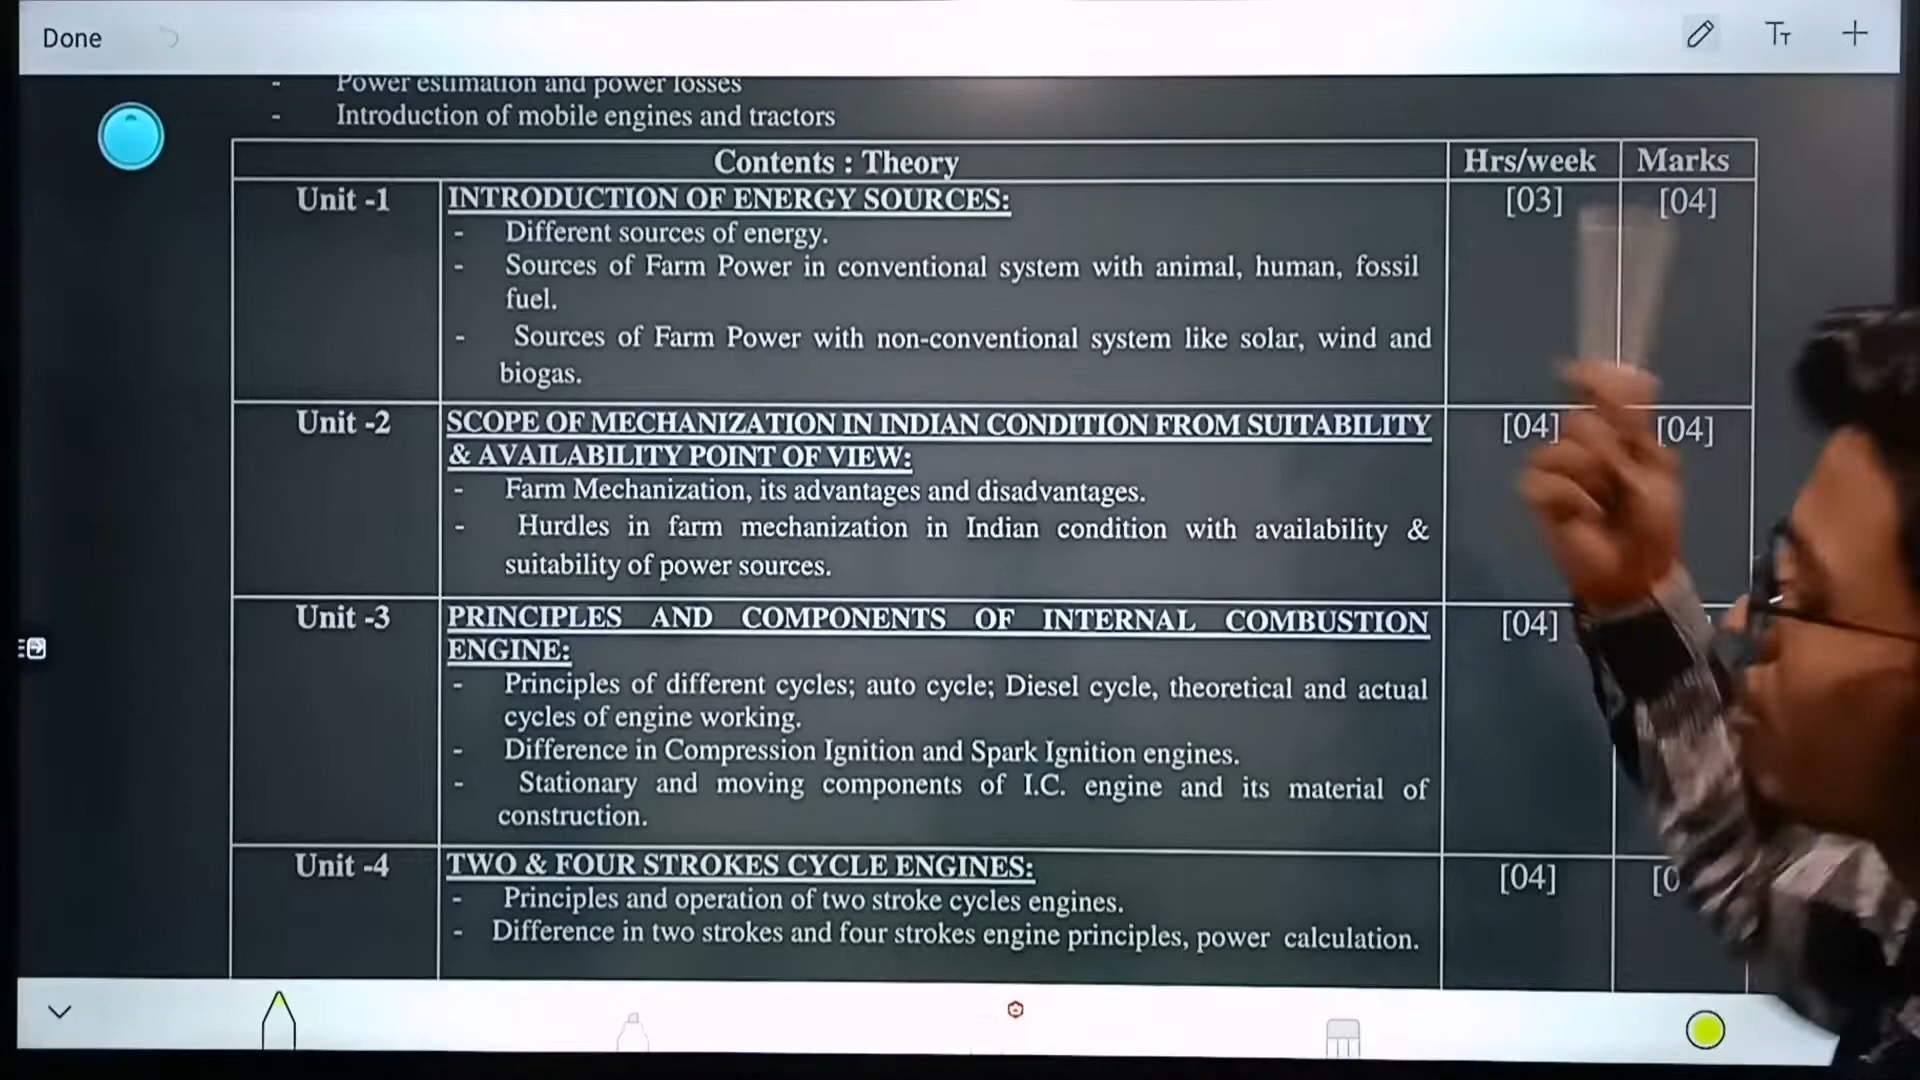 Done
Tт
- Power estimation and power losses
- Introduction of mobile engines and tractors
Contents : Theory Hrs/week Marks
Unit -1 INTRODUCTION OF ENERGY SOURCES: [03] [04]
- Different sources of energy.
- Sources of Farm Power in conventional system with animal, human, fossil
fuel.
- Sources of Farm Power with non-conventional system like solar, wind and
biogas.
Unit -2 SCOPE OF MECHANIZATION IN INDIAN CONDITION FROM SUITABILITY [04] [04]
& AVAILABILITY POINT OF VIEW:
- Farm Mechanization, its advantages and disadvantages.
- Hurdles in farm mechanization in Indian condition with availability &
suitability of power sources.
Unit -3 PRINCIPLES AND COMPONENTS OF INTERNAL COMBUSTION [04]
ENGINE:
- Principles of different cycles; auto cycle; Diesel cycle, theoretical and actual
cycles of engine working.
- Difference in Compression Ignition and Spark Ignition engines.
- Stationary and moving components of I.C. engine and its material of
construction.
Unit -4 TWO & FOUR STROKES CYCLE ENGINES: [04]
- Principles and operation of two stroke cycles engines.
- Difference in two strokes and four strokes engine principles, power calculation.